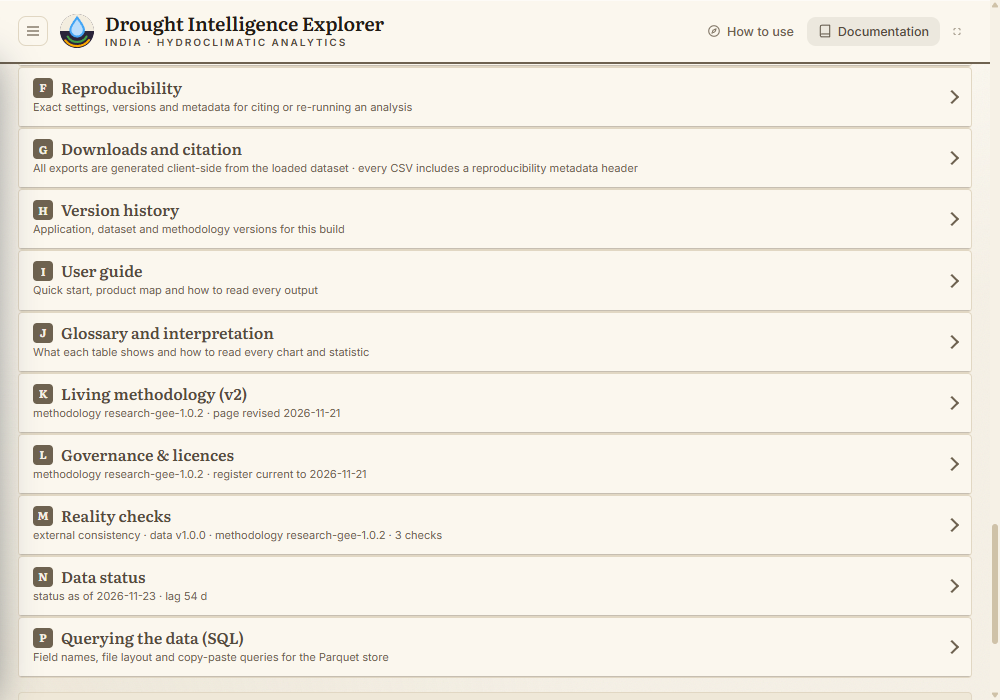 Drought Intelligence Explorer
INDIA · HYDROCLIMATIC ANALYTICS
How to use
Documentation
F Reproducibility
Exact settings, versions and metadata for citing or re-running an analysis
G Downloads and citation
All exports are generated client-side from the loaded dataset · every CSV includes a reproducibility metadata header
H Version history
Application, dataset and methodology versions for this build
I User guide
Quick start, product map and how to read every output
J Glossary and interpretation
What each table shows and how to read every chart and statistic
K Living methodology (v2)
methodology research-gee-1.0.2 · page revised 2026-11-21
L Governance & licences
methodology research-gee-1.0.2 · register current to 2026-11-21
M Reality checks
external consistency · data v1.0.0 · methodology research-gee-1.0.2 · 3 checks
N Data status
status as of 2026-11-23 · lag 54 d
P Querying the data (SQL)
Field names, file layout and copy-paste queries for the Parquet store